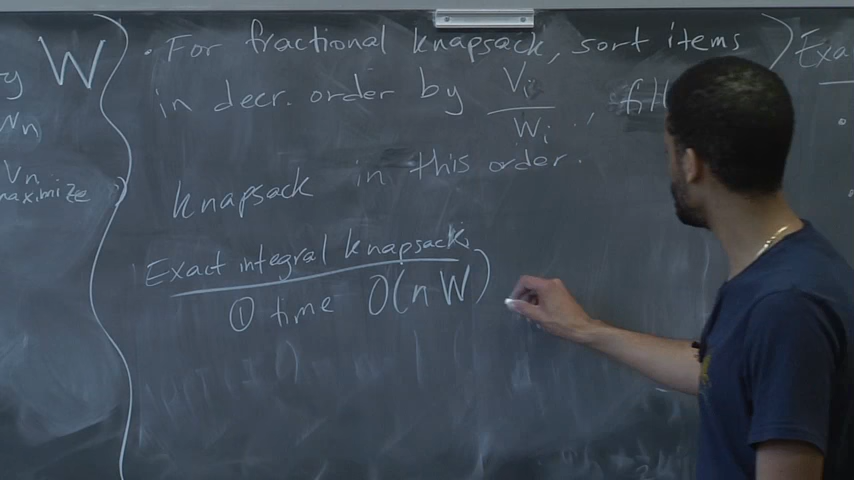 W
Wn
Vn
maximize
• For fractional knapsack, sort items
in decr. order by Vi / Wi, fill
knapsack in this order.
Exact integral knapsack
① time O(nW)
Exa